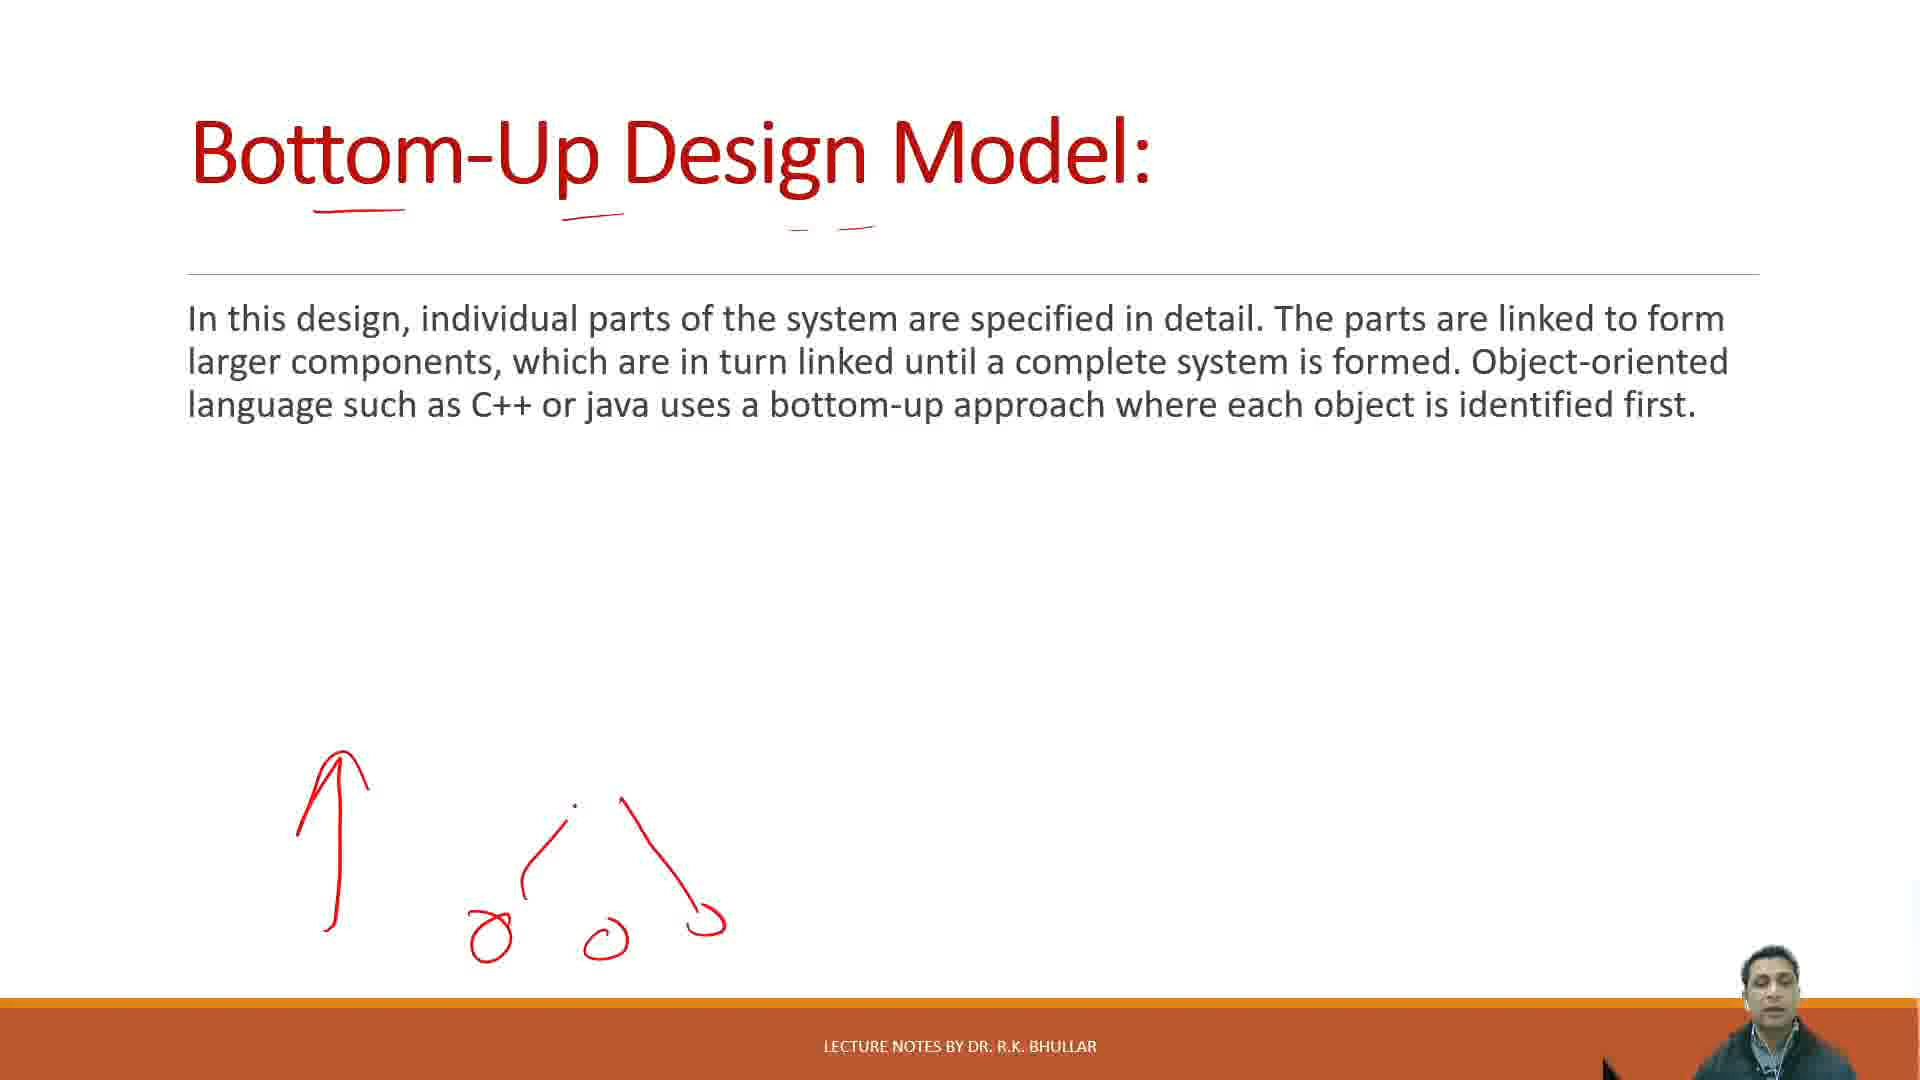 Bottom-Up Design Model:
In this design, individual parts of the system are specified in detail. The parts are linked to form
larger components, which are in turn linked until a complete system is formed. Object-oriented
language such as C++ or java uses a bottom-up approach where each object is identified first.
LECTURE NOTES BY DR. R.K. BHULLAR